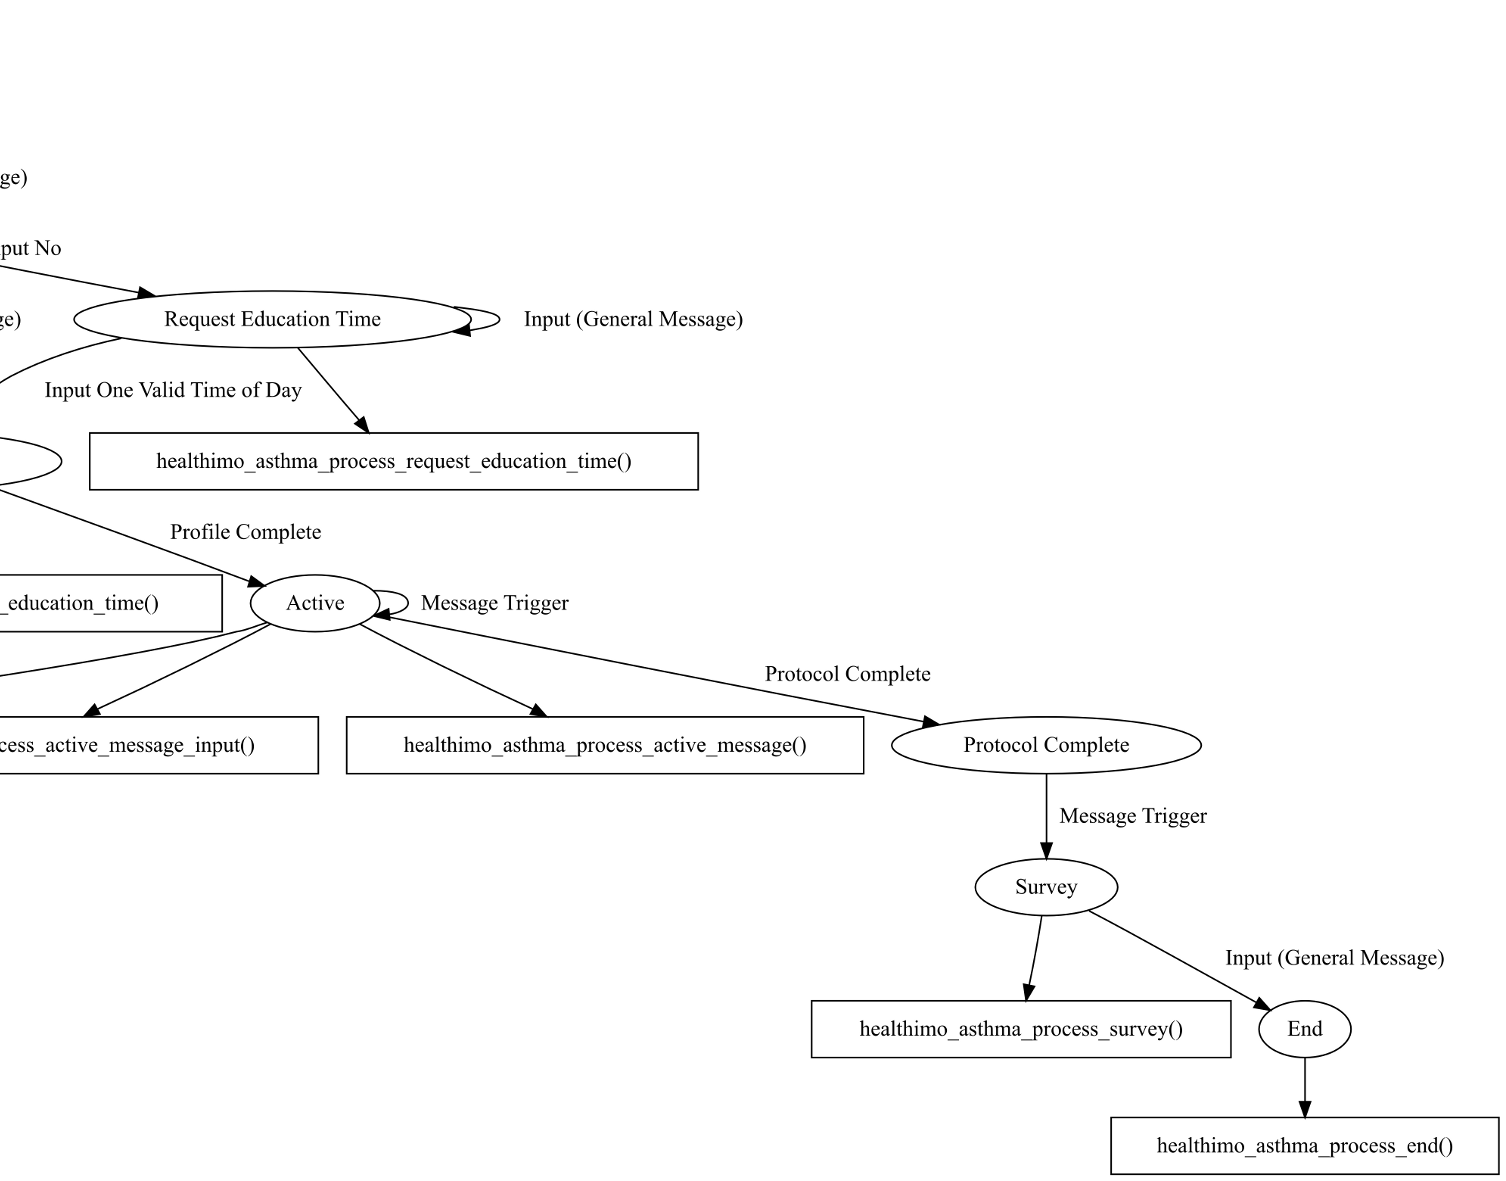 ge)
put No
Request Education Time
ge)
Input (General Message)
Input One Valid Time of Day
healthimo_asthma_process_request_education_time()
Profile Complete
_education_time()
Active
Message Trigger
Protocol Complete
cess_active_message_input()
healthimo_asthma_process_active_message()
Protocol Complete
Message Trigger
Survey
Input (General Message)
healthimo_asthma_process_survey()
End
healthimo_asthma_process_end()